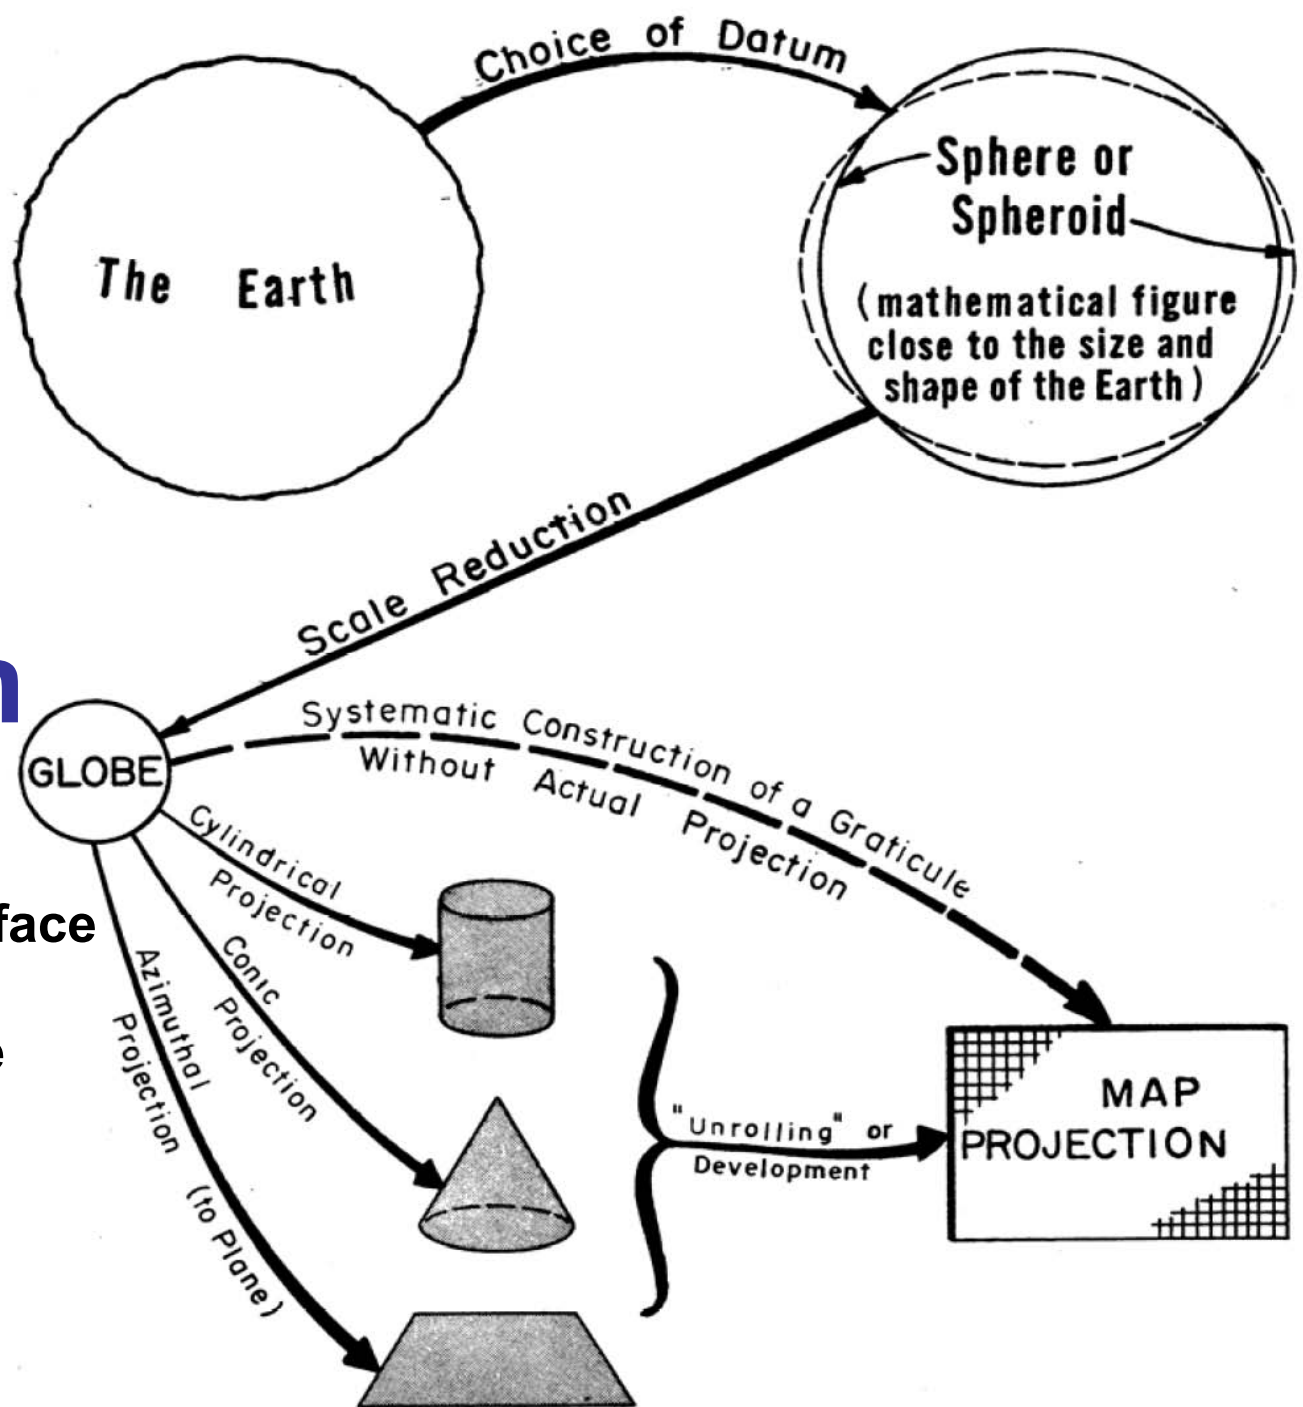 Choice of Datum
The Earth
Sphere or
Spheroid
(mathematical figure
close to the size and
shape of the Earth)
Scale Reduction
n
GLOBE
Systematic Construction of a Graticule
Without Actual Projection
Cylindrical
Projection
face
Conic
Projection
Azimuthal
Projection
(to Plane)
e
"Unrolling" or
Development
MAP
PROJECTION